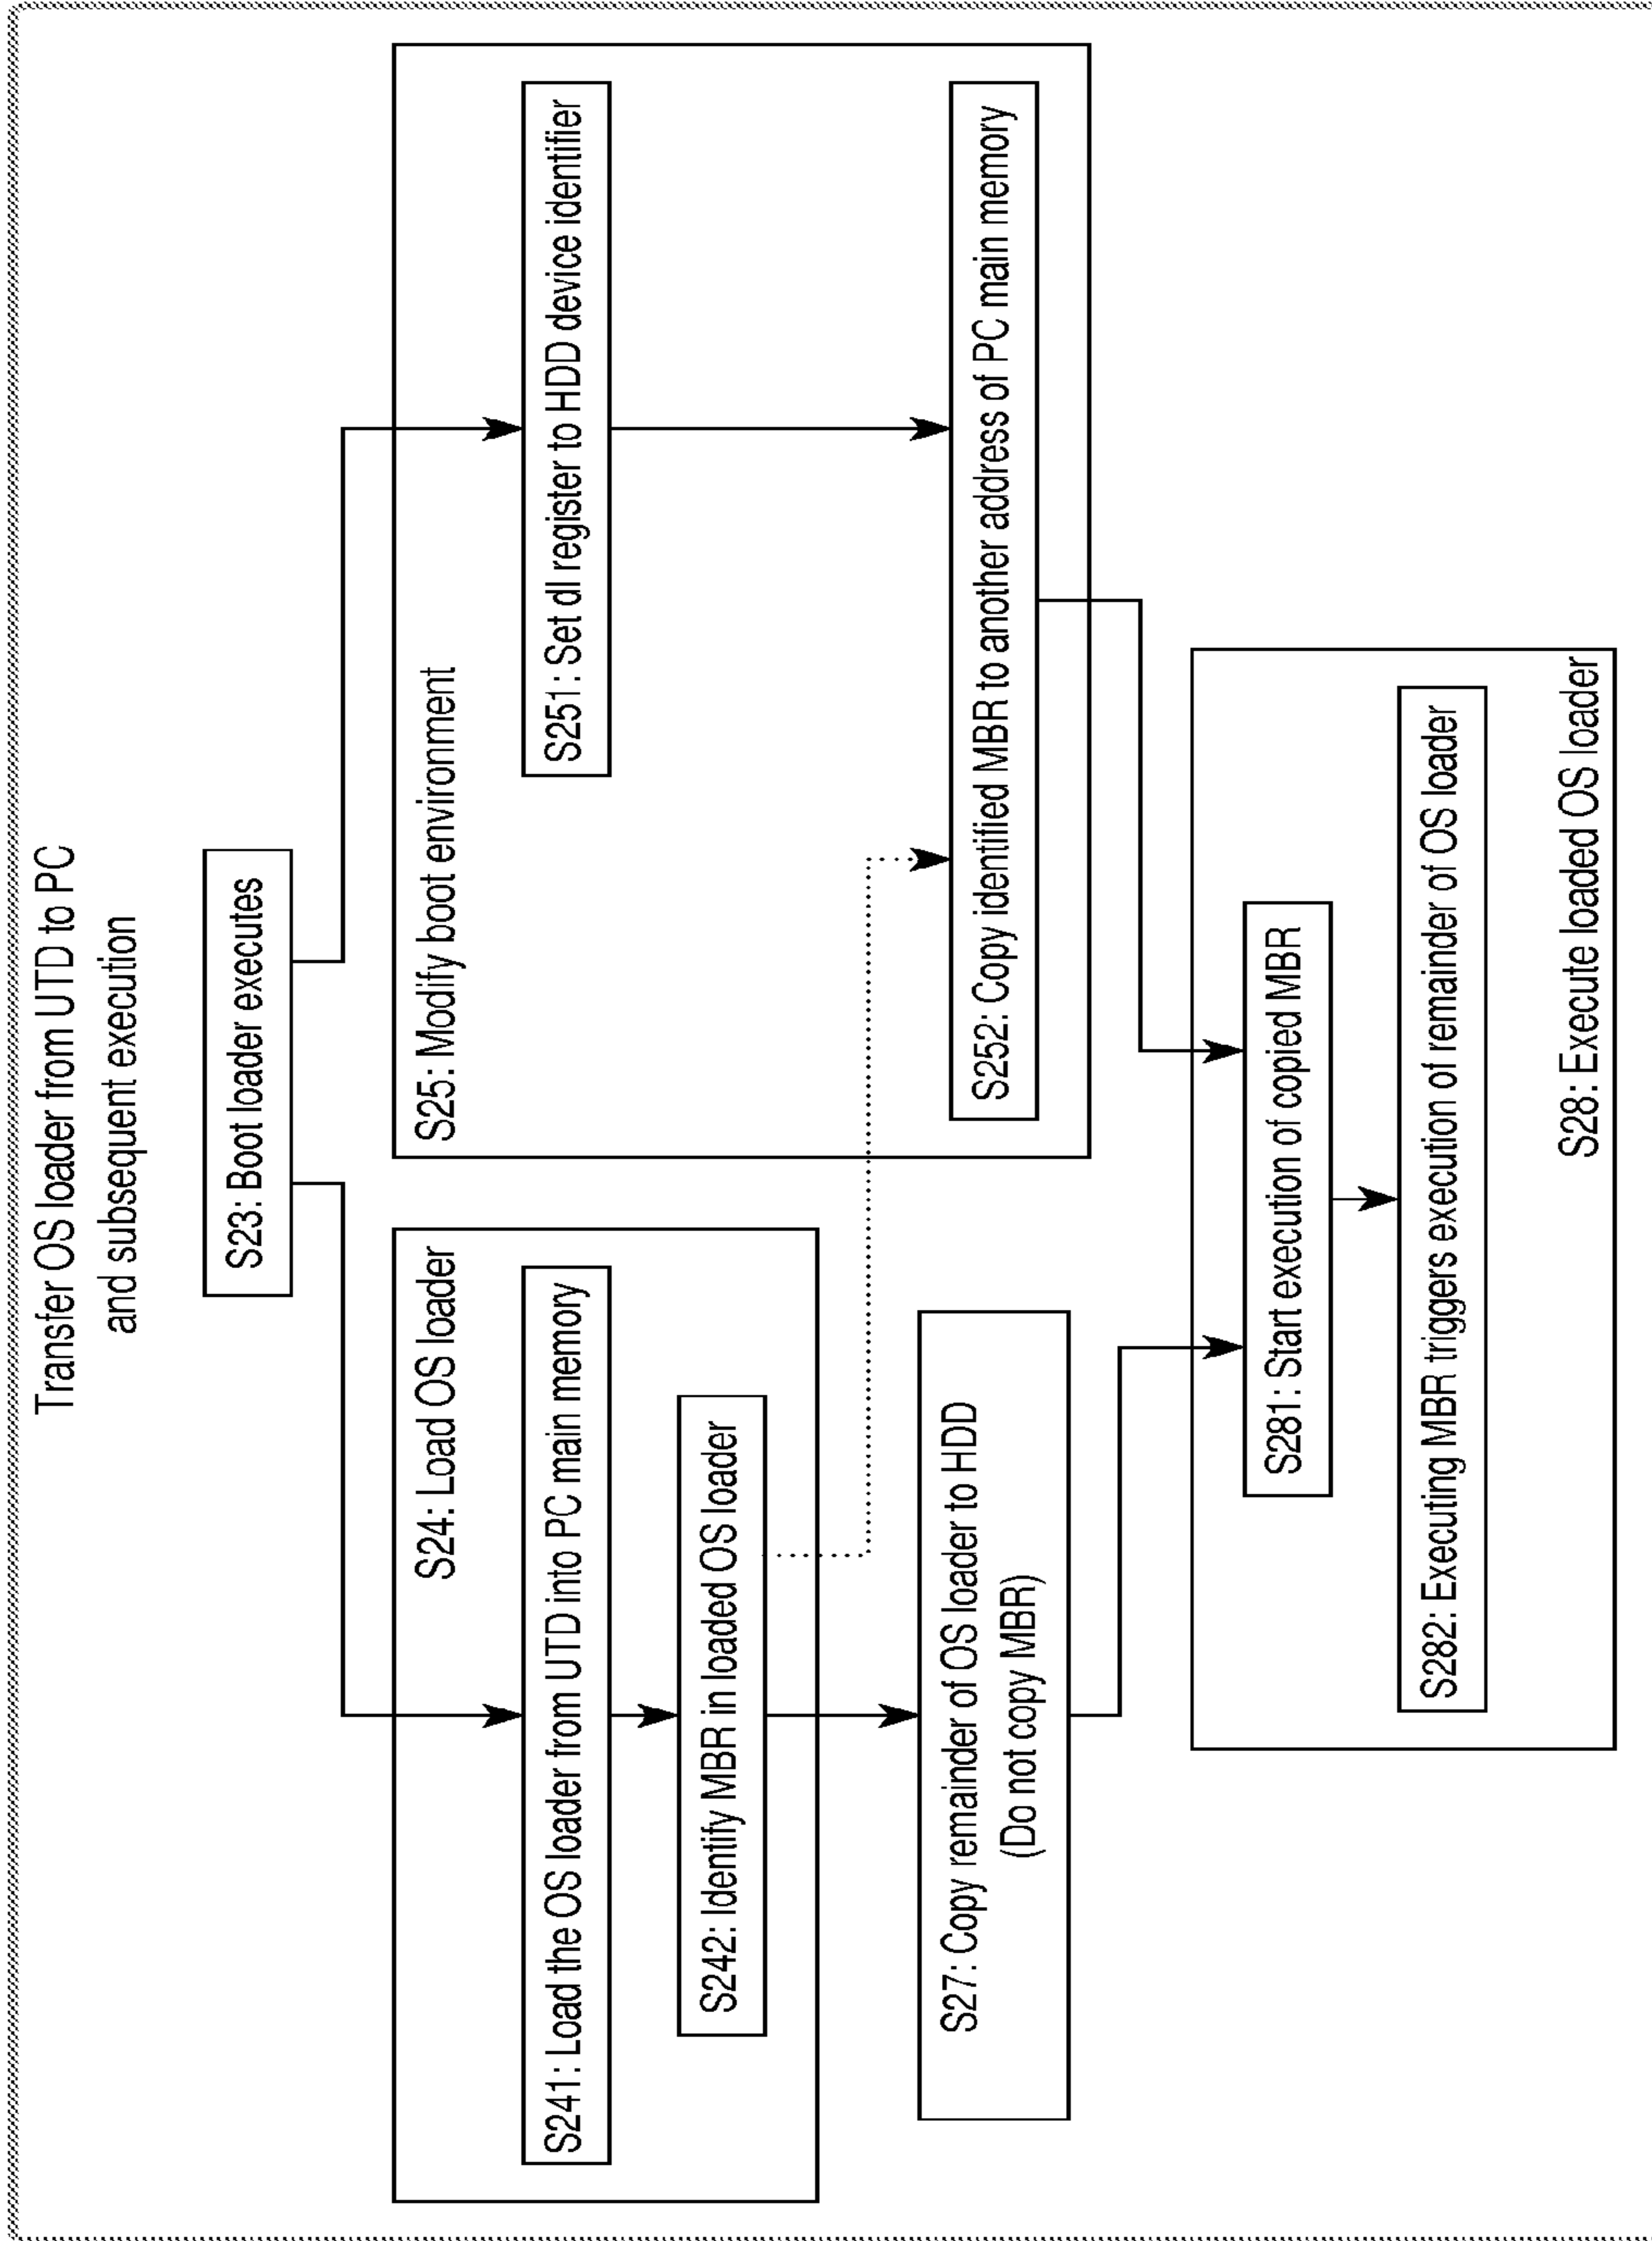 Transfer OS loader from UTD to PC
and subsequent execution
S23: Boot loader executes
S24: Load OS loader
S241: Load the OS loader from UTD into PC main memory
S242: Identify MBR in loaded OS loader
S27: Copy remainder of OS loader to HDD
(Do not copy MBR)
S25: Modify boot environment
S251: Set dl register to HDD device identifier
S252: Copy identified MBR to another address of PC main memory
S281: Start execution of copied MBR
S282: Executing MBR triggers execution of remainder of OS loader
S28: Execute loaded OS loader